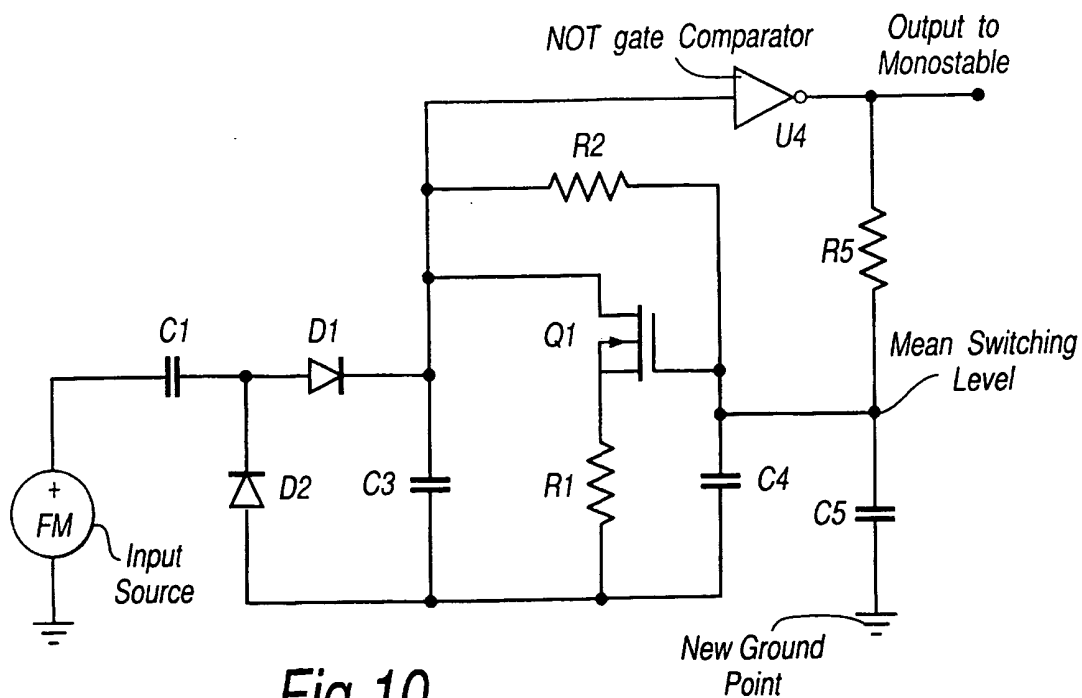 NOT gate Comparator
Output to
Monostable
U4
R2
R5
C1
D1
Q1
Mean Switching
Level
D2
C3
R1
C4
C5
+
FM
Input
Source
New Ground
Point
Fig. 10